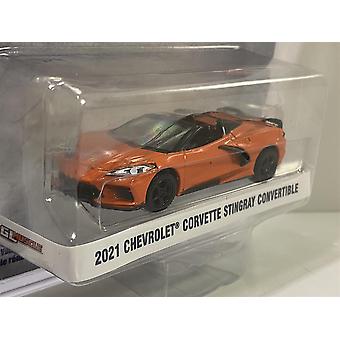 2021 CHEVROLET® CORVETTE STINGRAY CONVERTIBLE